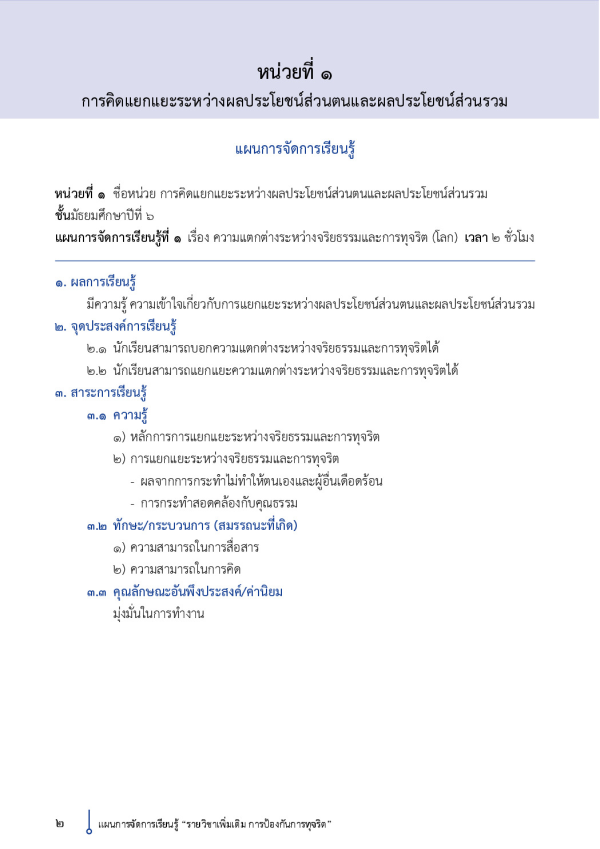 หน่วยที่ ๑
การคิดแยกแยะระหว่างผลประโยชน์ส่วนตนและผลประโยชน์ส่วนรวม
แผนการจัดการเรียนรู้
หน่วยที่ ๑ ชื่อหน่วย การคิดแยกแยะระหว่างผลประโยชน์ส่วนตนและผลประโยชน์ส่วนรวม
ชั้นมัธยมศึกษาปีที่ ๖
แผนการจัดการเรียนรู้ที่ ๑ เรื่อง ความแตกต่างระหว่างจริยธรรมและการทุจริต (โลก) เวลา ๒ ชั่วโมง
๑. ผลการเรียนรู้
มีความรู้ ความเข้าใจเกี่ยวกับการแยกแยะระหว่างผลประโยชน์ส่วนตนและผลประโยชน์ส่วนรวม
๒. จุดประสงค์การเรียนรู้
๒.๑ นักเรียนสามารถบอกความแตกต่างระหว่างจริยธรรมและการทุจริตได้
๒.๒ นักเรียนสามารถแยกแยะความแตกต่างระหว่างจริยธรรมและการทุจริตได้
๓. สาระการเรียนรู้
๓.๑ ความรู้
๑) หลักการการแยกแยะระหว่างจริยธรรมและการทุจริต
๒) การแยกแยะระหว่างจริยธรรมและการทุจริต
- ผลจากการกระทำไม่ทำให้ตนเองและผู้อื่นเดือดร้อน
- การกระทำสอดคล้องกับคุณธรรม
๓.๒ ทักษะ/กระบวนการ (สมรรถนะที่เกิด)
๑) ความสามารถในการสื่อสาร
๒) ความสามารถในการคิด
๓.๓ คุณลักษณะอันพึงประสงค์/ค่านิยม
มุ่งมั่นในการทำงาน
๒ แผนการจัดการเรียนรู้ “รายวิชาเพิ่มเติม การป้องกันการทุจริต”